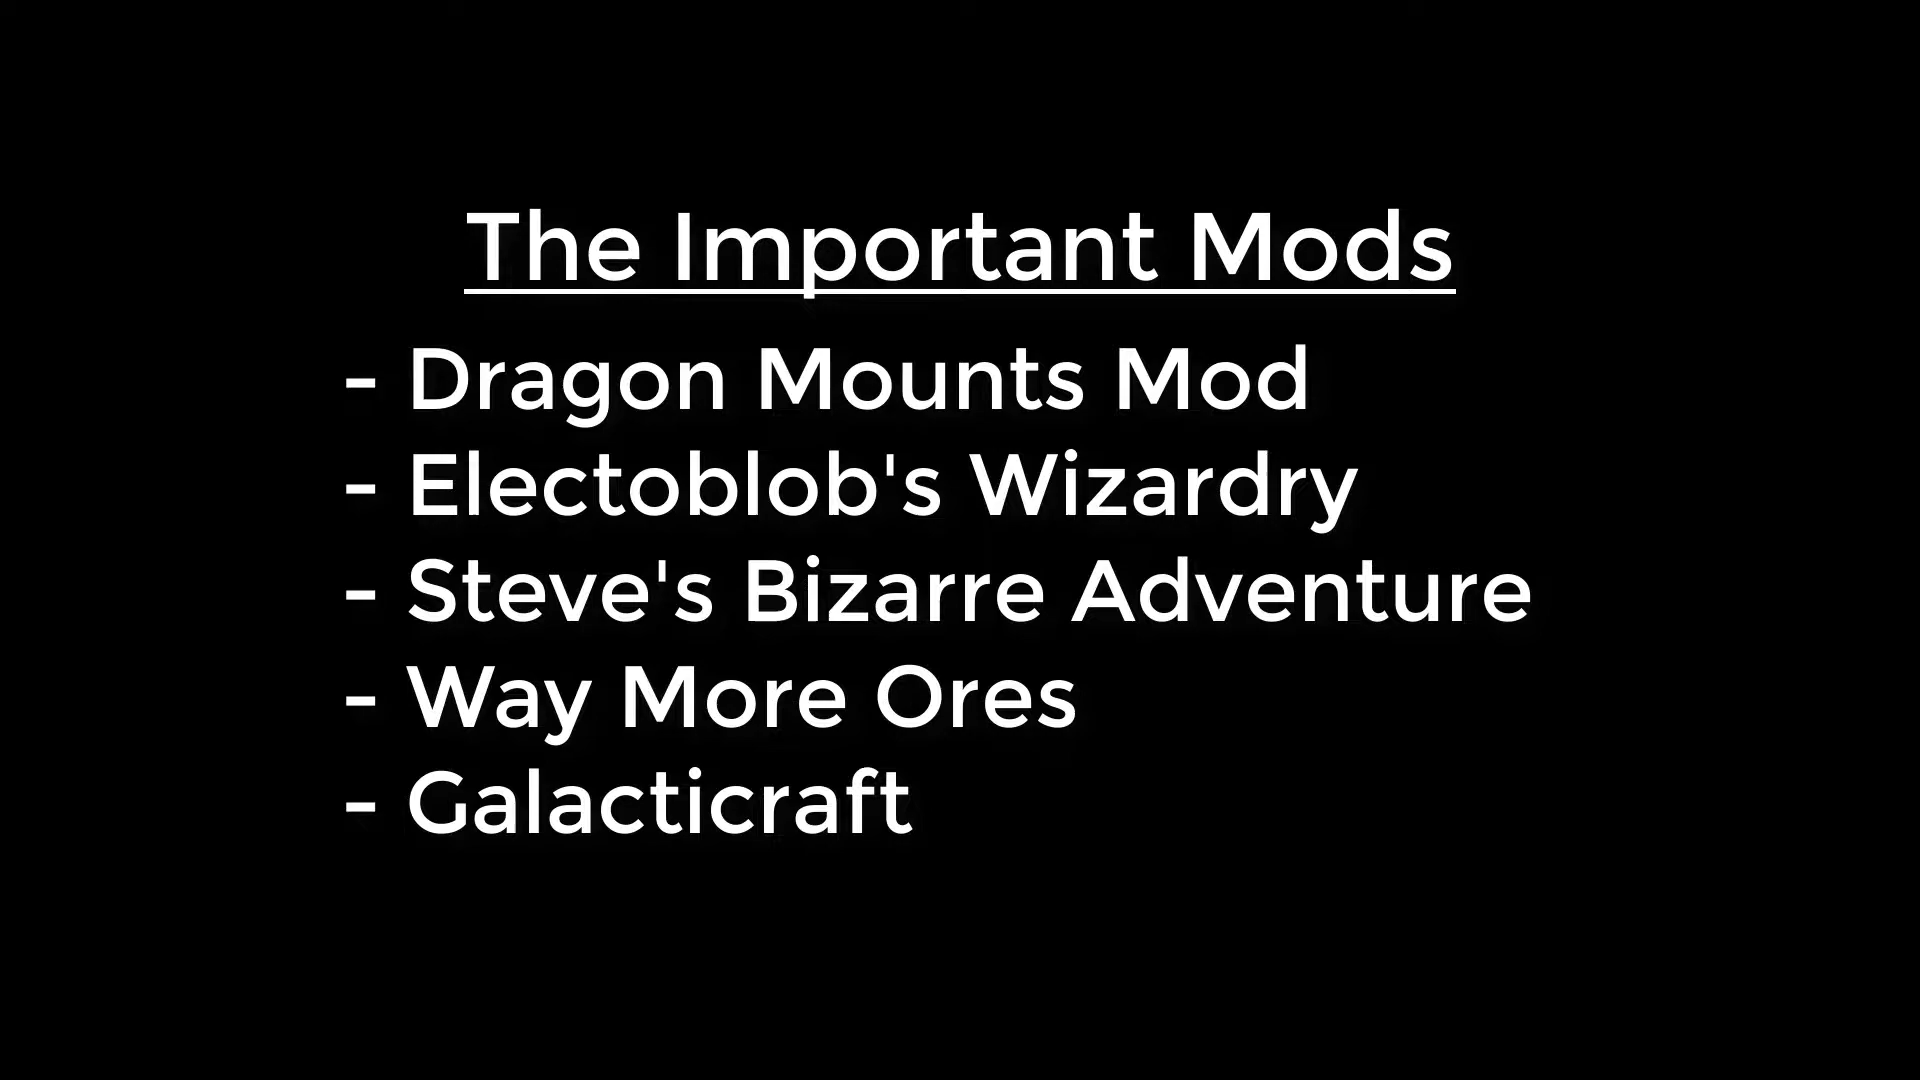 The Important Mods
- Dragon Mounts Mod
- Electoblob's Wizardry
- Steve's Bizarre Adventure
- Way More Ores
- Galacticraft